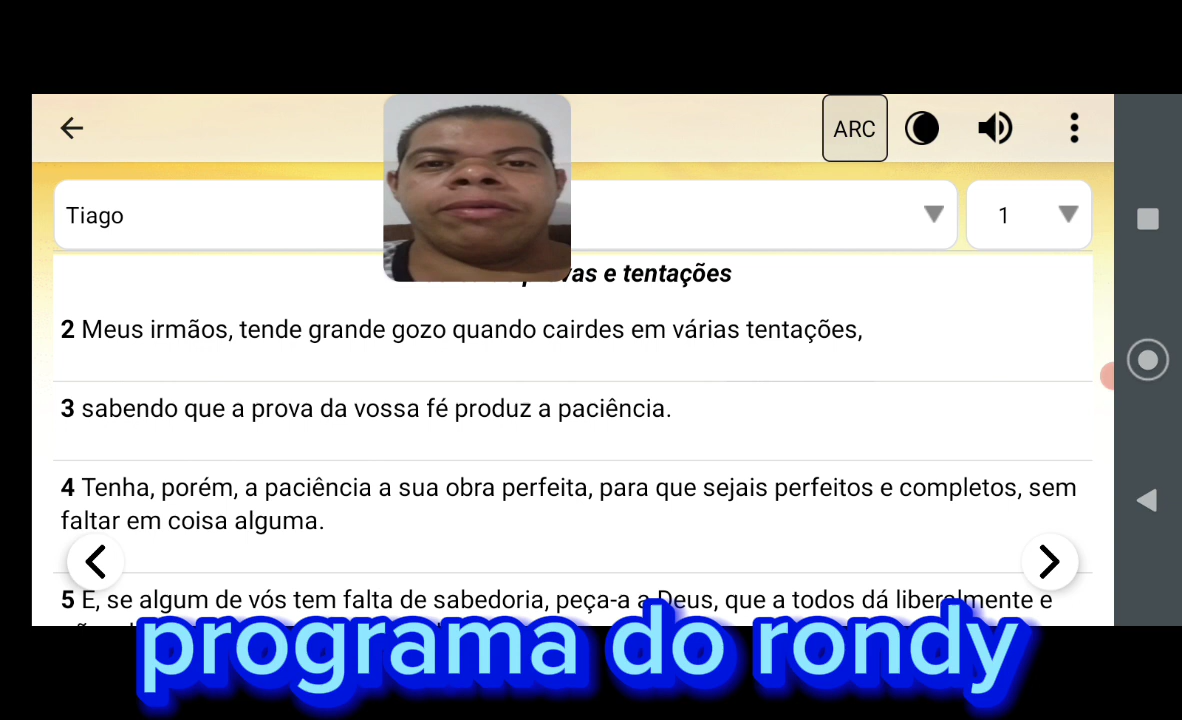 ARC
Tiago
1
e tentações
2 Meus irmãos, tende grande gozo quando cairdes em várias tentações,
3 sabendo que a prova da vossa fé produz a paciência.
4 Tenha, porém, a paciência a sua obra perfeita, para que sejais perfeitos e completos, sem
faltar em coisa alguma.
5 E, se algum de vós tem falta de sabedoria, peça-a a Deus, que a todos dá liberalmente e
programa do rondy